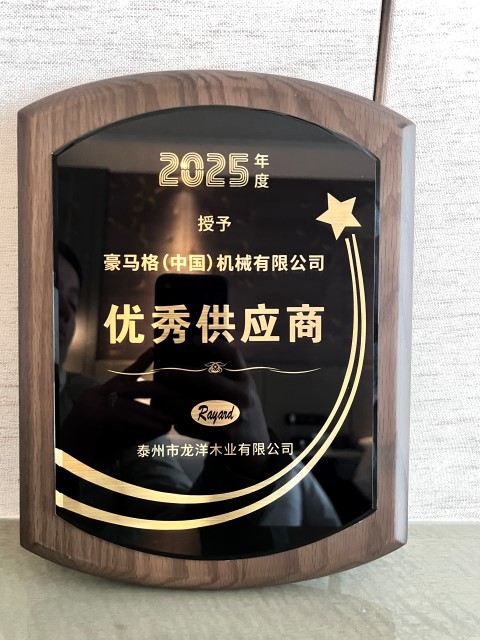 2025年度
授予
豪马格(中国)机械有限公司
优秀供应商
Rayard
泰州市龙洋木业有限公司